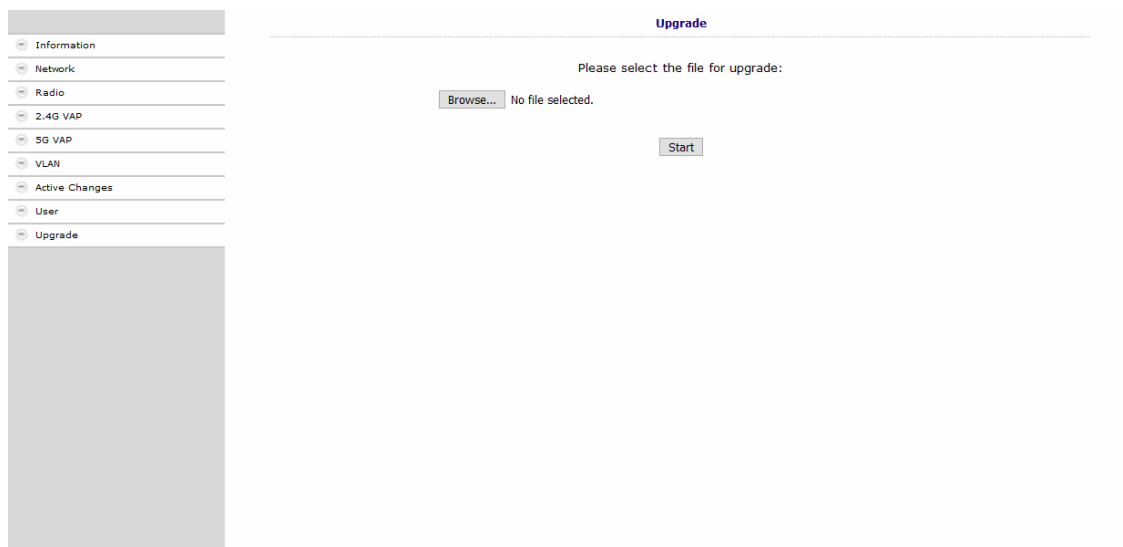 Information
Network
Radio
2.4G VAP
5G VAP
VLAN
Active Changes
User
Upgrade
Upgrade
Please select the file for upgrade:
Browse... No file selected.
Start